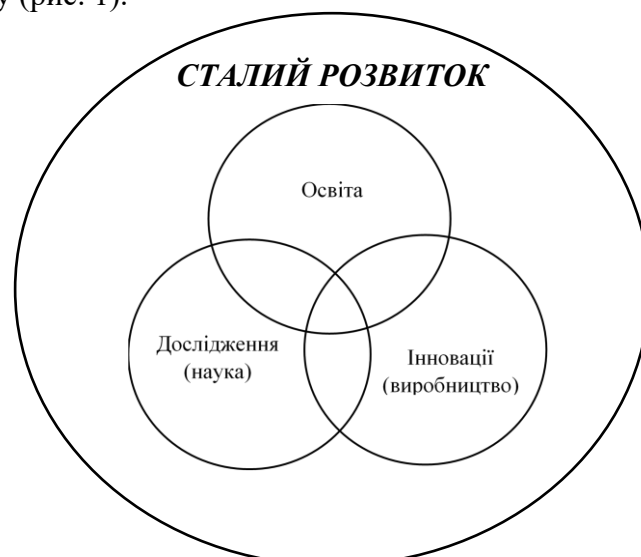 у (рис. 1).
СТАЛИЙ РОЗВИТОК
Освіта
Дослідження
(наука)
Інновації
(виробництво)